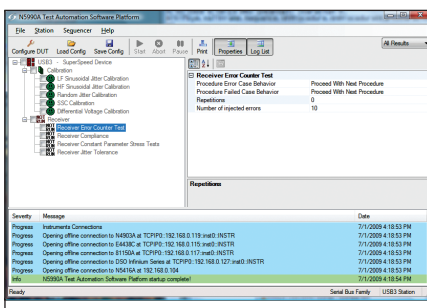 N5990A Test Automation Software Platform
File Station Sequencer Help
Configure DUT Load Config Save Config Start Abort Pause Print Properties Log List All Results
USB3 - SuperSpeed Device
Calibration
LF Sinusoidal Jitter Calibration
HF Sinusoidal Jitter Calibration
Random Jitter Calibration
SSC Calibration
Differential Voltage Calibration
Receiver
Receiver Error Counter Test
Receiver Compliance
Receiver Constant Parameter Stress Tests
Receiver Jitter Tolerance
Receiver Error Counter Test
Procedure Error Case Behavior Proceed With Next Procedure
Procedure Failed Case Behavior Proceed With Next Procedure
Repetitions 0
Number of injected errors 10
Repetitions
Severity Message Date
Progress Instruments Connections 7/1/2009 4:18:53 PM
Progress Opening offline connection to N4903A at TCPIP0::192.168.0.119::inst0::INSTR 7/1/2009 4:18:53 PM
Progress Opening offline connection to E4438C at TCPIP0::192.168.0.115::inst0::INSTR 7/1/2009 4:18:53 PM
Progress Opening offline connection to 81150A at TCPIP0::192.168.0.117::inst0::INSTR 7/1/2009 4:18:53 PM
Progress Opening offline connection to DSO Infiniium Series at TCPIP0::192.168.0.127::inst0::INSTR 7/1/2009 4:18:53 PM
Progress Opening offline connection to N5416A at 192.168.0.104 7/1/2009 4:18:53 PM
Info N5990A Test Automation Software Platform startup complete! 7/1/2009 4:18:54 PM
Ready Serial Bus Family USB3 Station